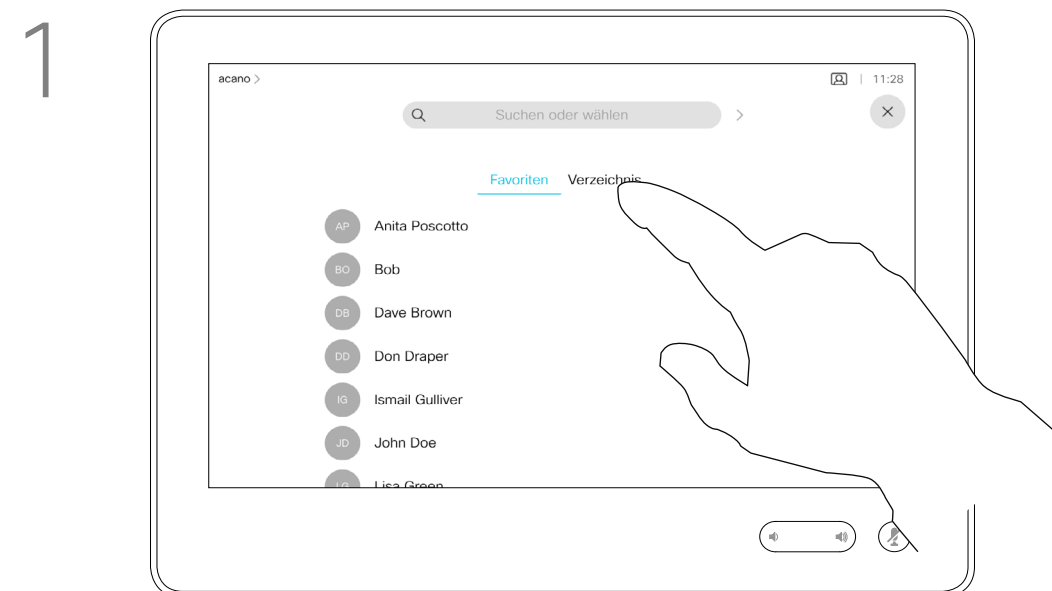 1
acano >
11:28
Suchen oder wählen
Favoriten Verzeichnis
AP Anita Poscotto
BO Bob
DB Dave Brown
DD Don Draper
IG Ismail Gulliver
JD John Doe
LG Lisa Green